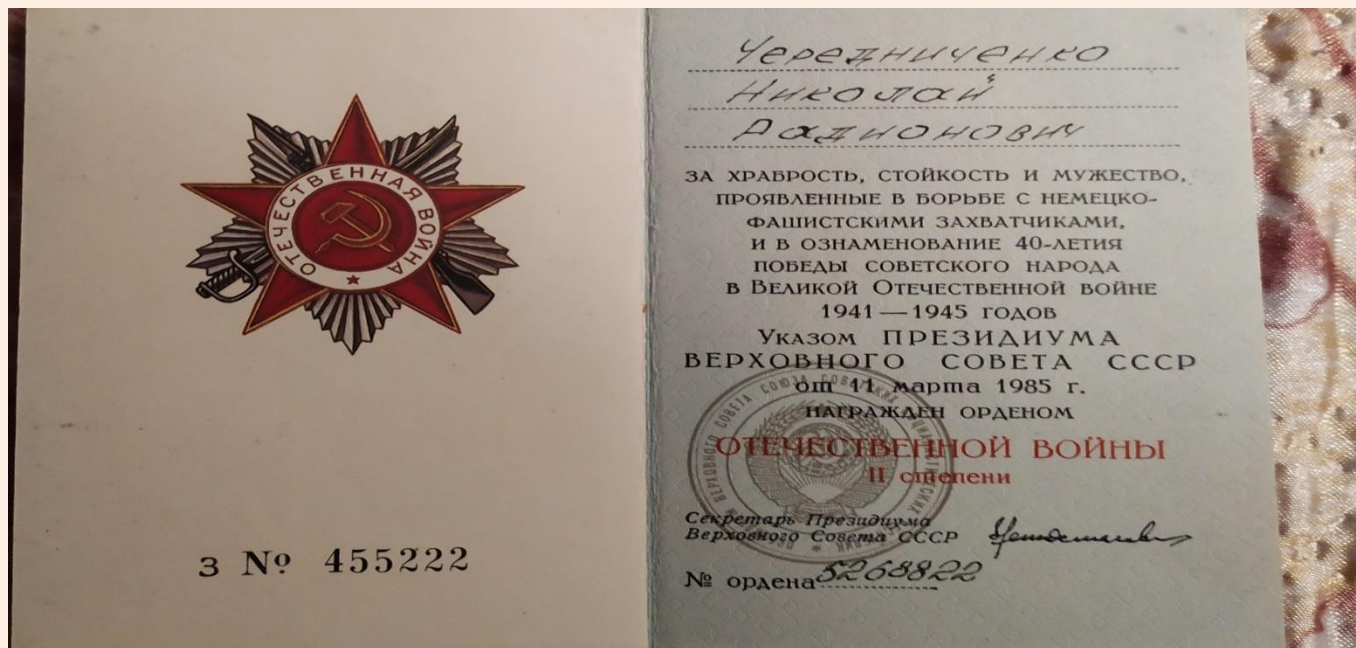 ОТЕЧЕСТВЕННАЯ ВОЙНА
З № 455222
Чередниченко
Николай
Радионович
ЗА ХРАБРОСТЬ, СТОЙКОСТЬ И МУЖЕСТВО,
ПРОЯВЛЕННЫЕ В БОРЬБЕ С НЕМЕЦКО-
ФАШИСТСКИМИ ЗАХВАТЧИКАМИ,
И В ОЗНАМЕНОВАНИЕ 40-ЛЕТИЯ
ПОБЕДЫ СОВЕТСКОГО НАРОДА
В ВЕЛИКОЙ ОТЕЧЕСТВЕННОЙ ВОЙНЕ
1941—1945 ГОДОВ
УКАЗОМ ПРЕЗИДИУМА
ВЕРХОВНОГО СОВЕТА СССР
от 11 марта 1985 г.
НАГРАЖДЕН ОРДЕНОМ
ОТЕЧЕСТВЕННОЙ ВОЙНЫ
II степени
Секретарь Президиума
Верховного Совета СССР
№ ордена 5268822